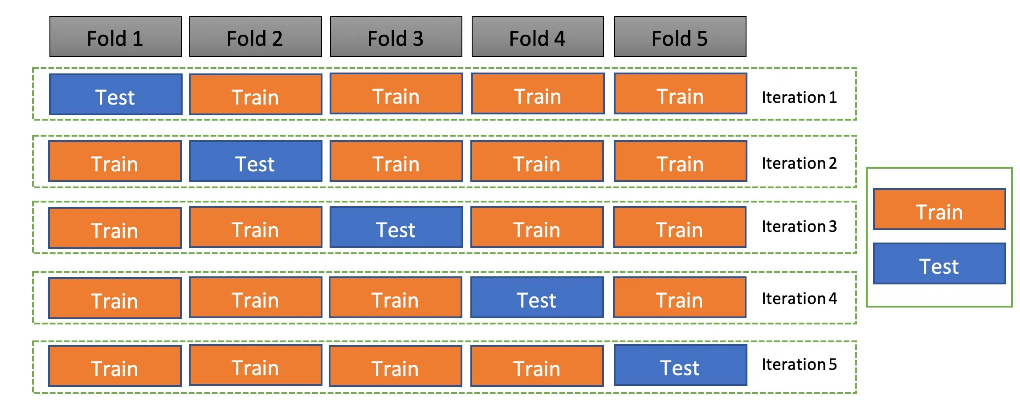 Fold 1 Fold 2 Fold 3 Fold 4 Fold 5
Test Train Train Train Train Iteration 1
Train Test Train Train Train Iteration 2
Train Train Test Train Train Iteration 3
Train Train Train Test Train Iteration 4
Train Train Train Train Test Iteration 5
Train
Test